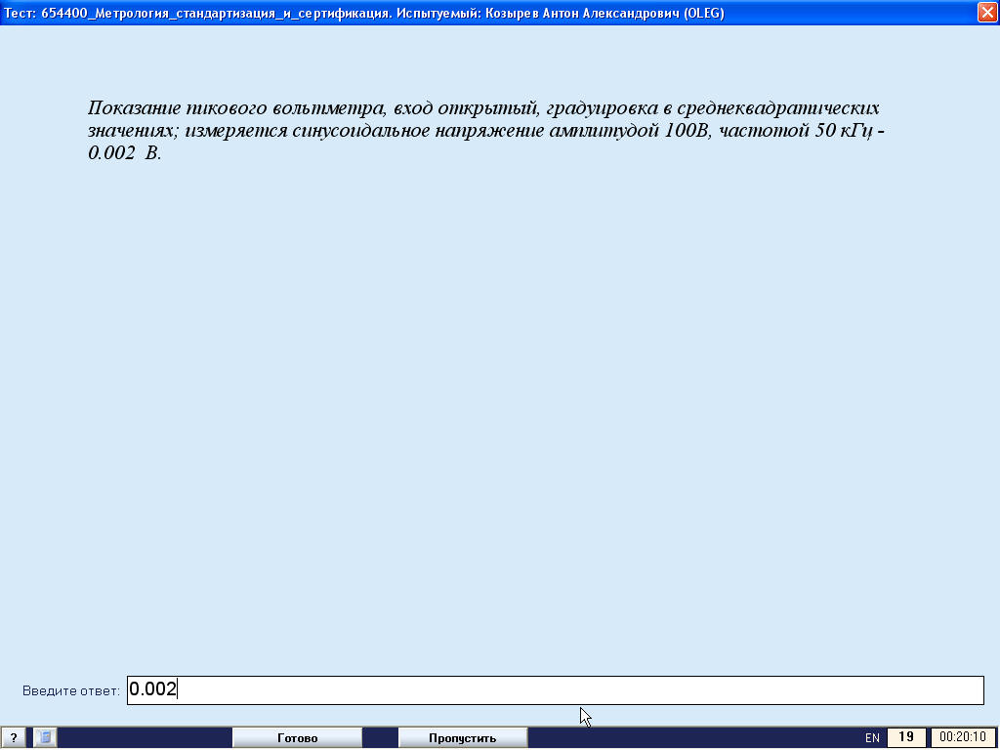 Тест: 654400_Метрология_стандартизация_и_сертификация. Испытуемый: Козырев Антон Александрович (OLEG)
Показание пикового вольтметра, вход открытый, градуировка в среднеквадратических
значениях; измеряется синусоидальное напряжение амплитудой 100В, частотой 50 кГц -
0.002 В.
Введите ответ: 0.002
? Готово Пропустить EN 19 00:20:10